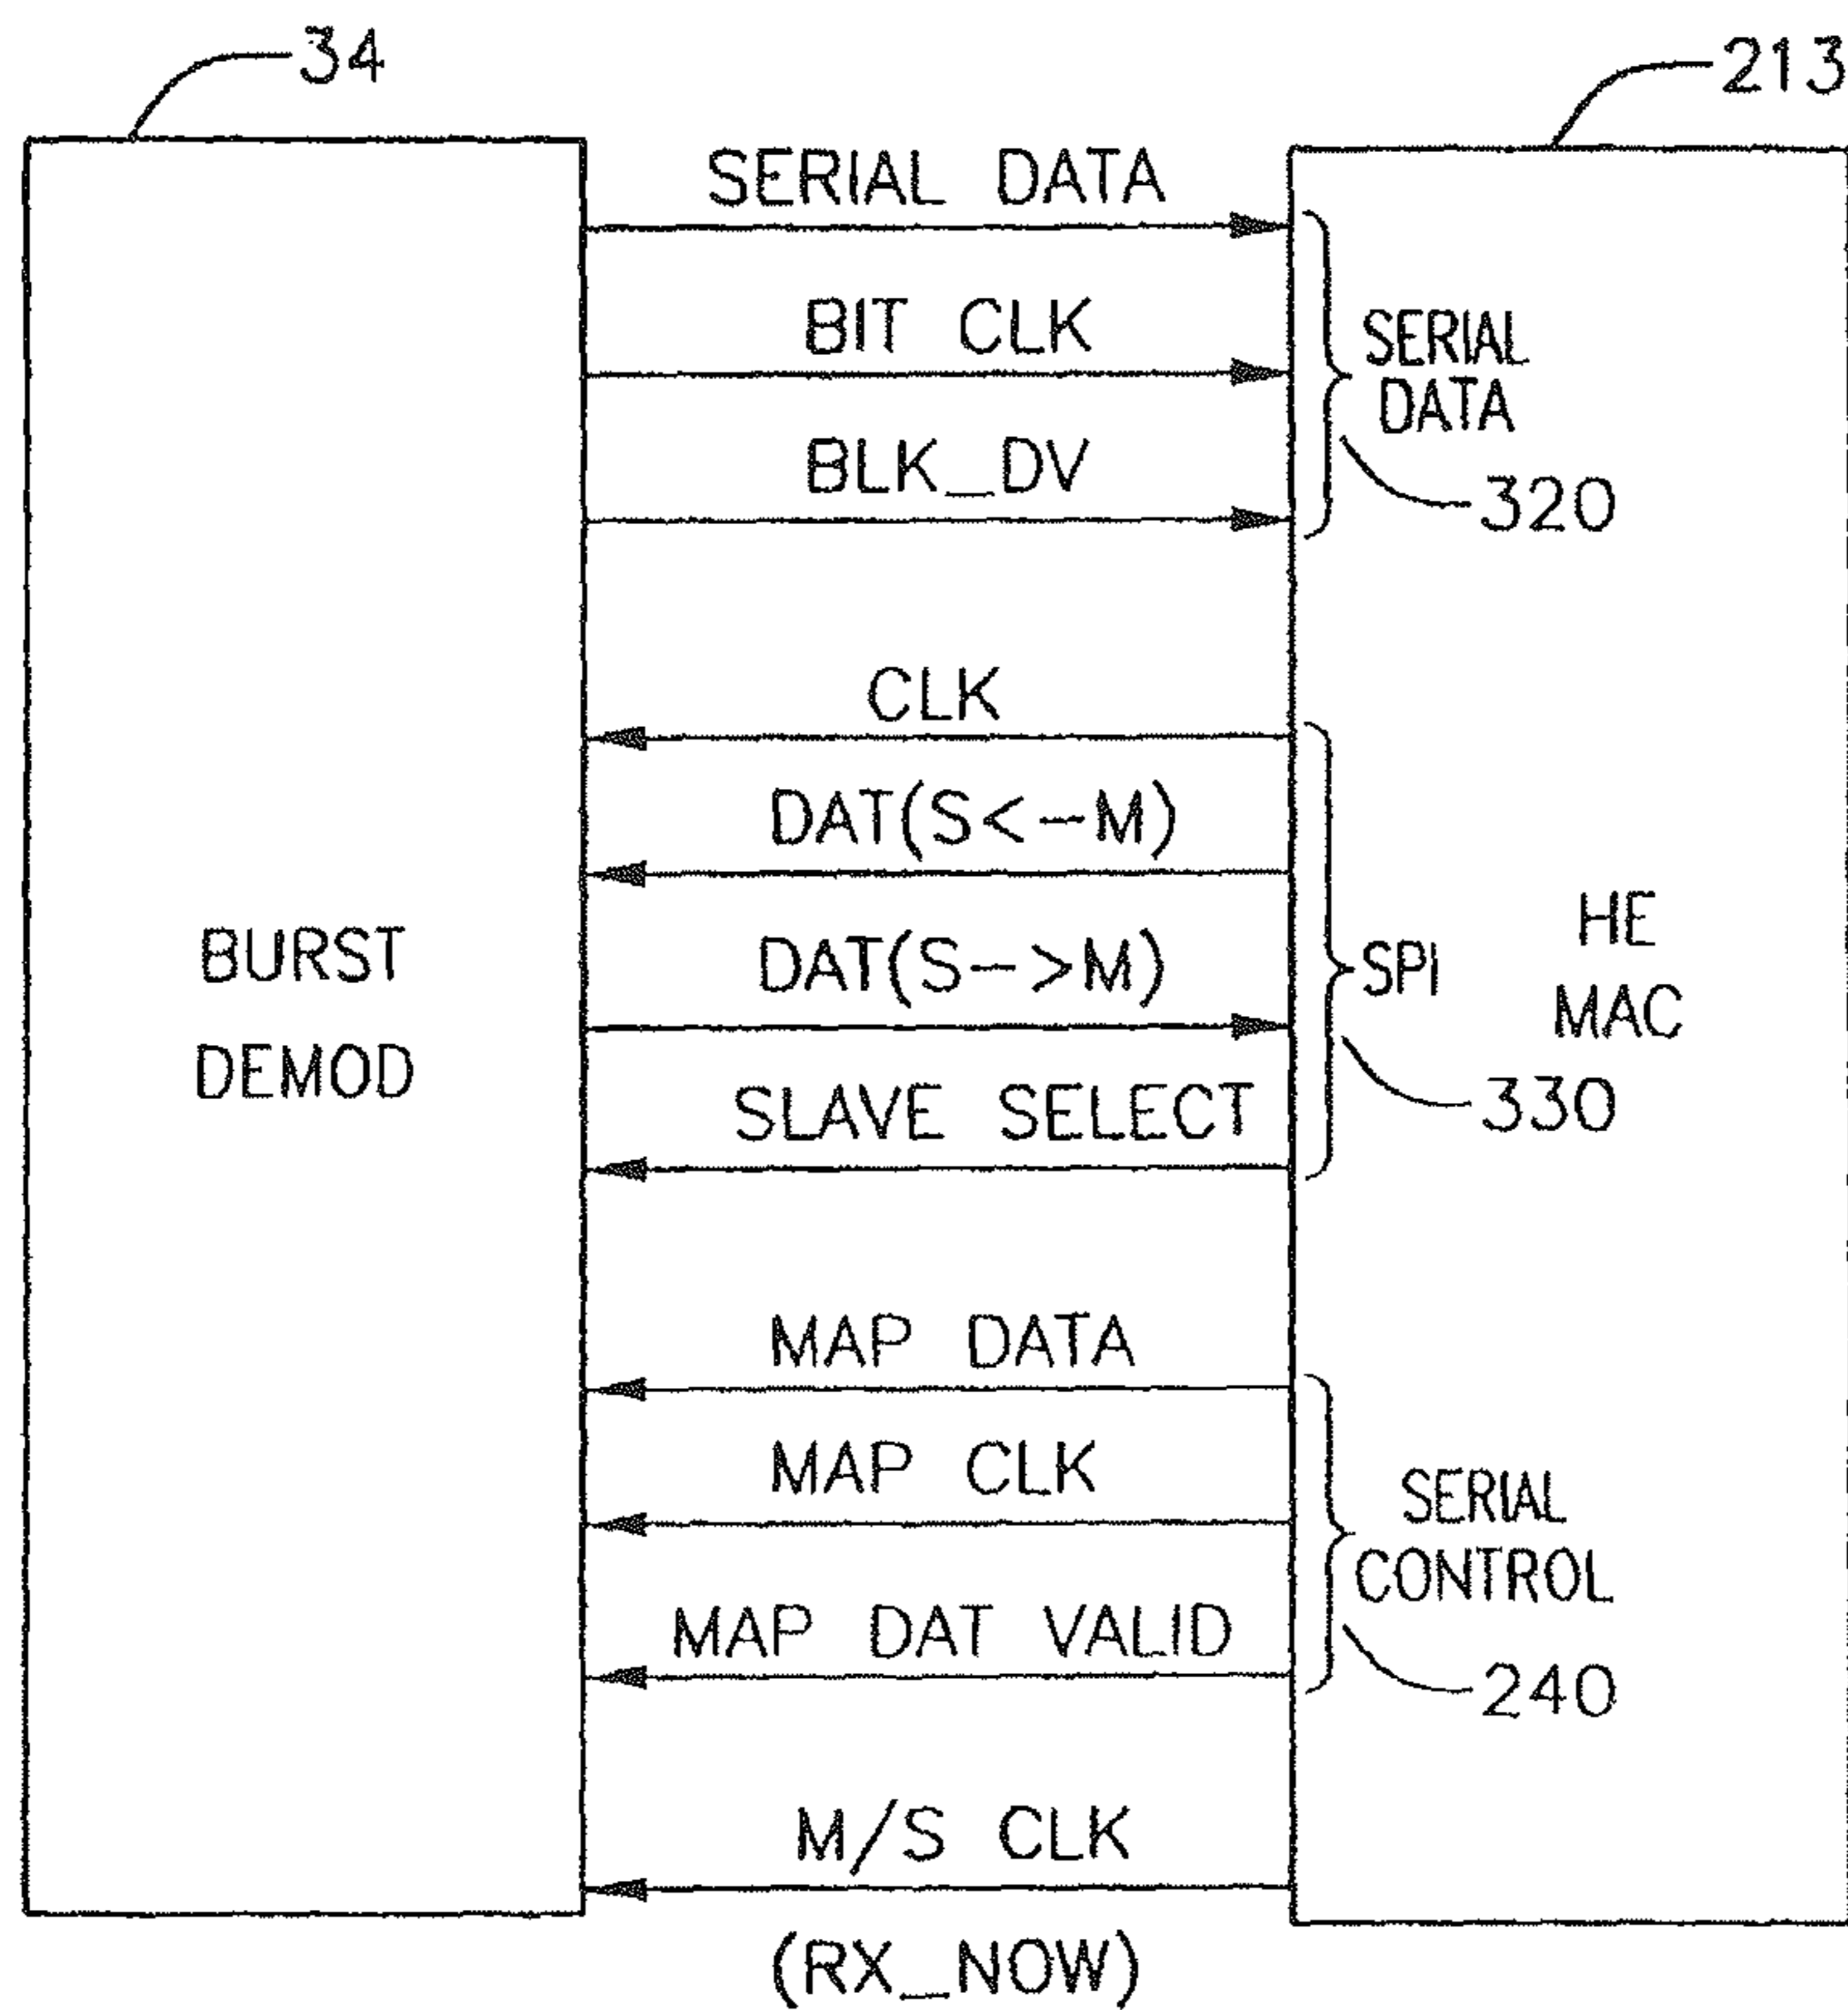 34
213
SERIAL DATA
BIT CLK
BLK_DV
SERIAL
DATA
320
CLK
DAT(S<-M)
DAT(S->M)
SLAVE SELECT
SPI
330
BURST
DEMOD
HE
MAC
MAP DATA
MAP CLK
MAP DAT VALID
SERIAL
CONTROL
240
M/S CLK
(RX_NOW)